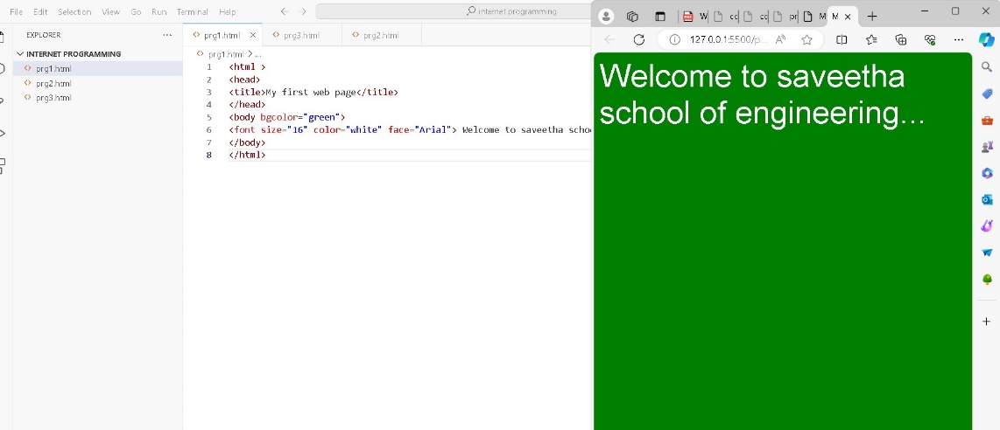 File Edit Selection View Go Run Terminal Help
internet programming
EXPLORER
INTERNET PROGRAMMING
prg1.html
prg2.html
prg3.html
prg1.html prg3.html prg2.html
prg1.html > ...
1 <html >
2 <head>
3 <title>My first web page</title>
4 </head>
5 <body bgcolor="green">
6 <font size="16" color="white" face="Arial"> Welcome to saveetha scho
7 </body>
8 </html>
127.0.0.1:5500/p...
Welcome to saveetha
school of engineering...